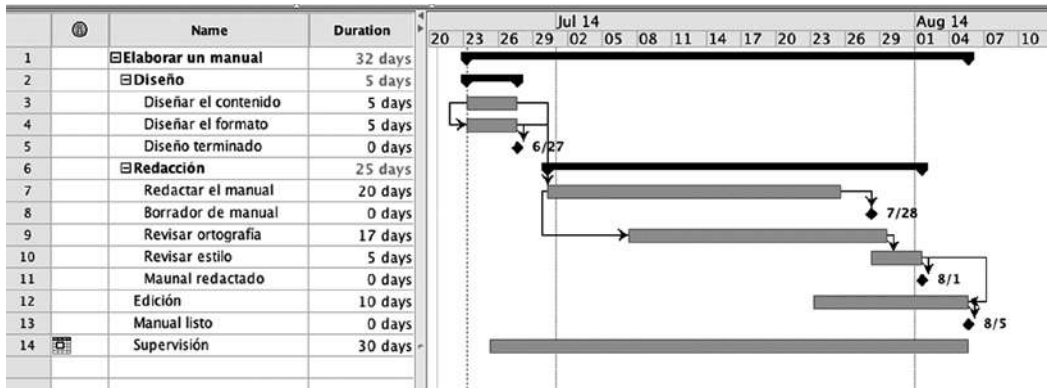 Jul 14 Aug 14
Name Duration 20 23 26 29 02 05 08 11 14 17 20 23 26 29 01 04 07 10
1 Elaborar un manual 32 days
2 Diseño 5 days
3 Diseñar el contenido 5 days
4 Diseñar el formato 5 days
5 Diseño terminado 0 days 6/27
6 Redacción 25 days
7 Redactar el manual 20 days
8 Borrador de manual 0 days 7/28
9 Revisar ortografía 17 days
10 Revisar estilo 5 days
11 Maunal redactado 0 days 8/1
12 Edición 10 days
13 Manual listo 0 days 8/5
14 Supervisión 30 days